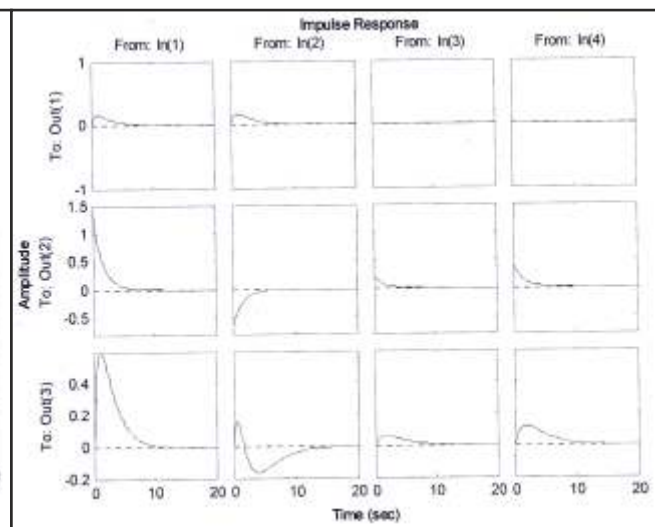 Impulse Response
From: In(1) From: In(2) From: In(3) From: In(4)
To: Out(1)
1
0
-1
Amplitude
To: Out(2)
1.5
1
0.5
0
-0.5
To: Out(3)
0.4
0.2
0
-0.2
0 10 20 0 10 20 0 10 20 0 10 20
Time (sec)